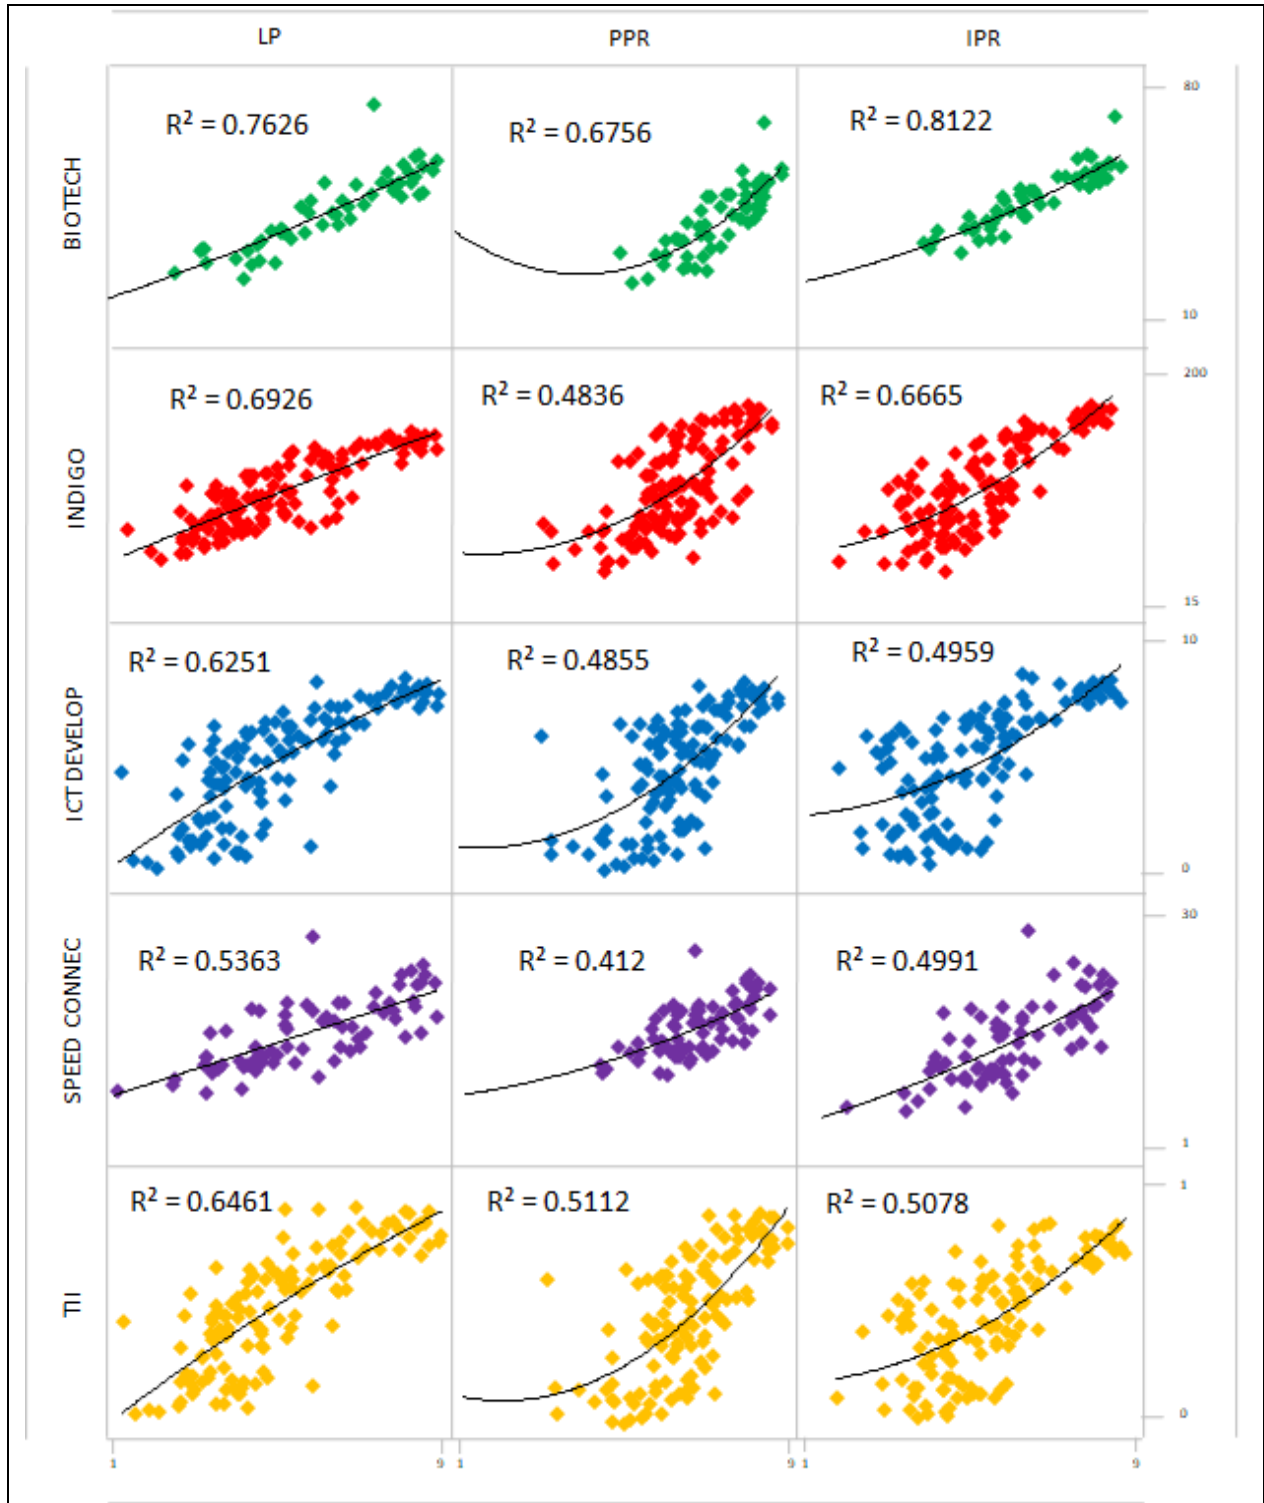 LP PPR IPR
BIOTECH
R² = 0.7626 R² = 0.6756 R² = 0.8122
80
10
INDIGO
R² = 0.6926 R² = 0.4836 R² = 0.6665
200
15
ICT DEVELOP
R² = 0.6251 R² = 0.4855 R² = 0.4959
10
0
SPEED CONNEC
R² = 0.5363 R² = 0.412 R² = 0.4991
30
1
TII
R² = 0.6461 R² = 0.5112 R² = 0.5078
1
0
1 9 1 9 1 9